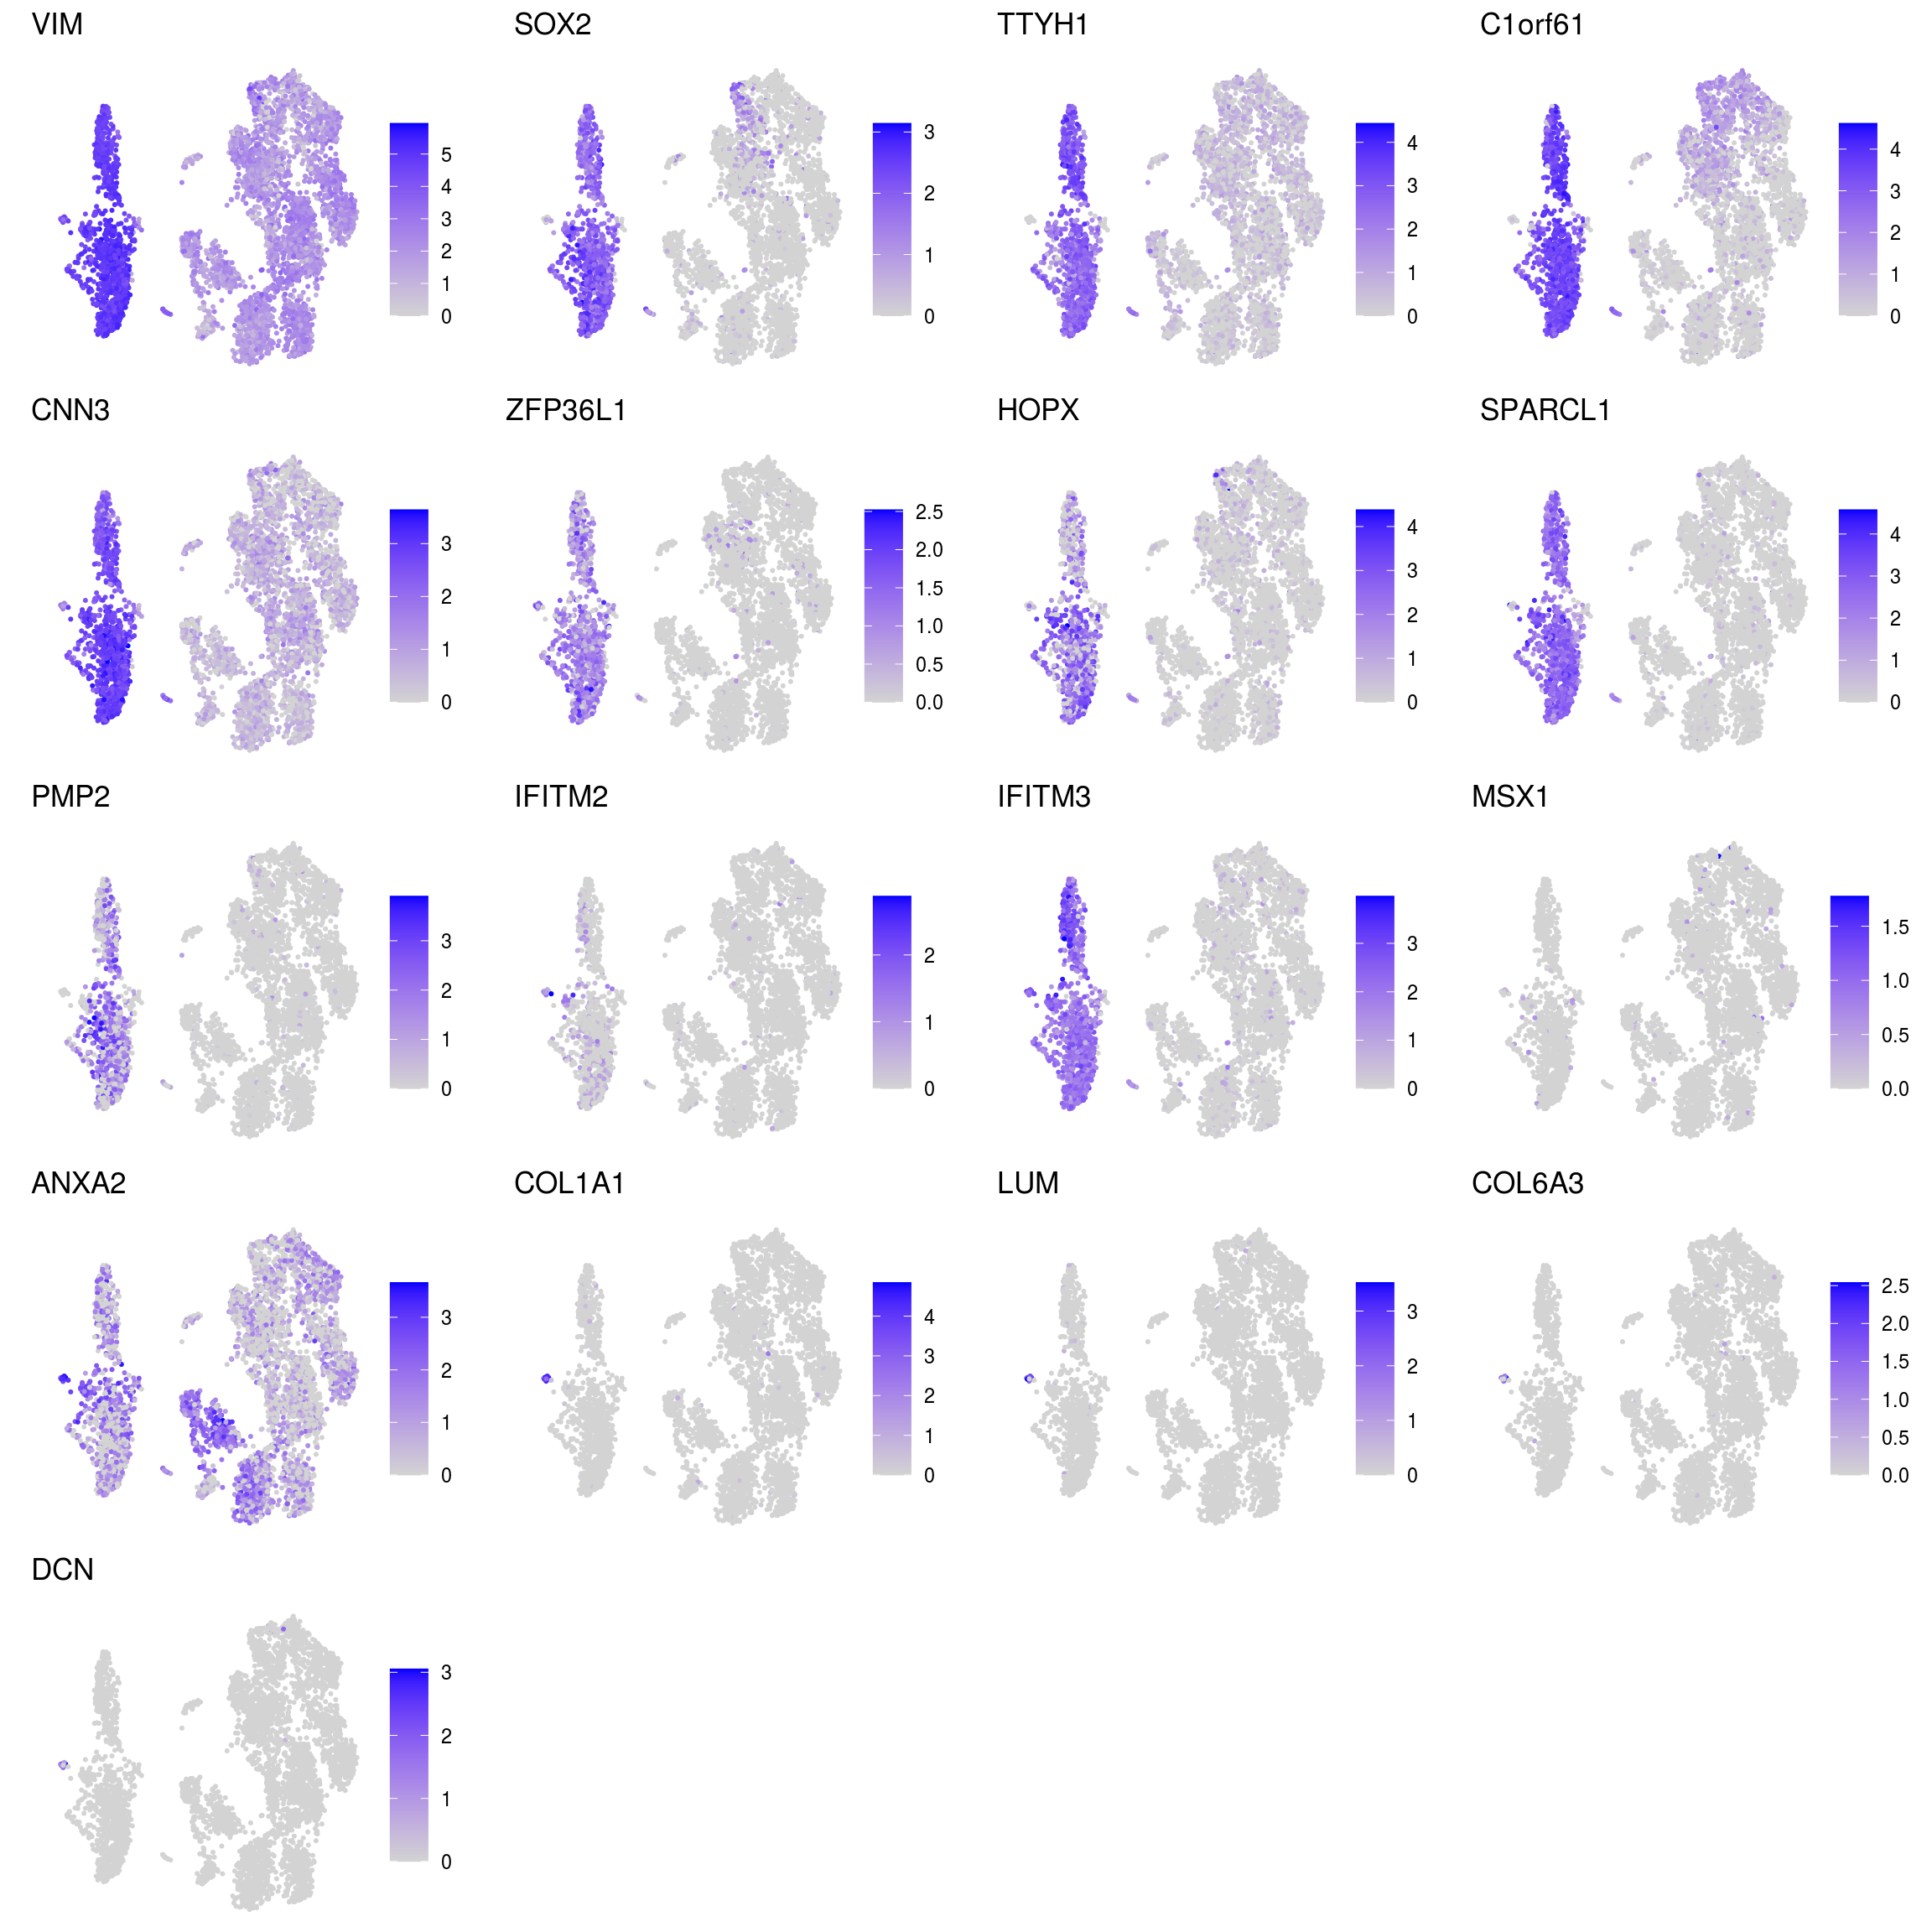 VIM SOX2 TTYH1 C1orf61
5 4 3 2 1 0
3 2 1 0
4 3 2 1 0
4 3 2 1 0
CNN3 ZFP36L1 HOPX SPARCL1
3 2 1 0
2.5 2.0 1.5 1.0 0.5 0.0
4 3 2 1 0
4 3 2 1 0
PMP2 IFITM2 IFITM3 MSX1
3 2 1 0
2 1 0
3 2 1 0
1.5 1.0 0.5 0.0
ANXA2 COL1A1 LUM COL6A3
3 2 1 0
4 3 2 1 0
3 2 1 0
2.5 2.0 1.5 1.0 0.5 0.0
DCN
3 2 1 0